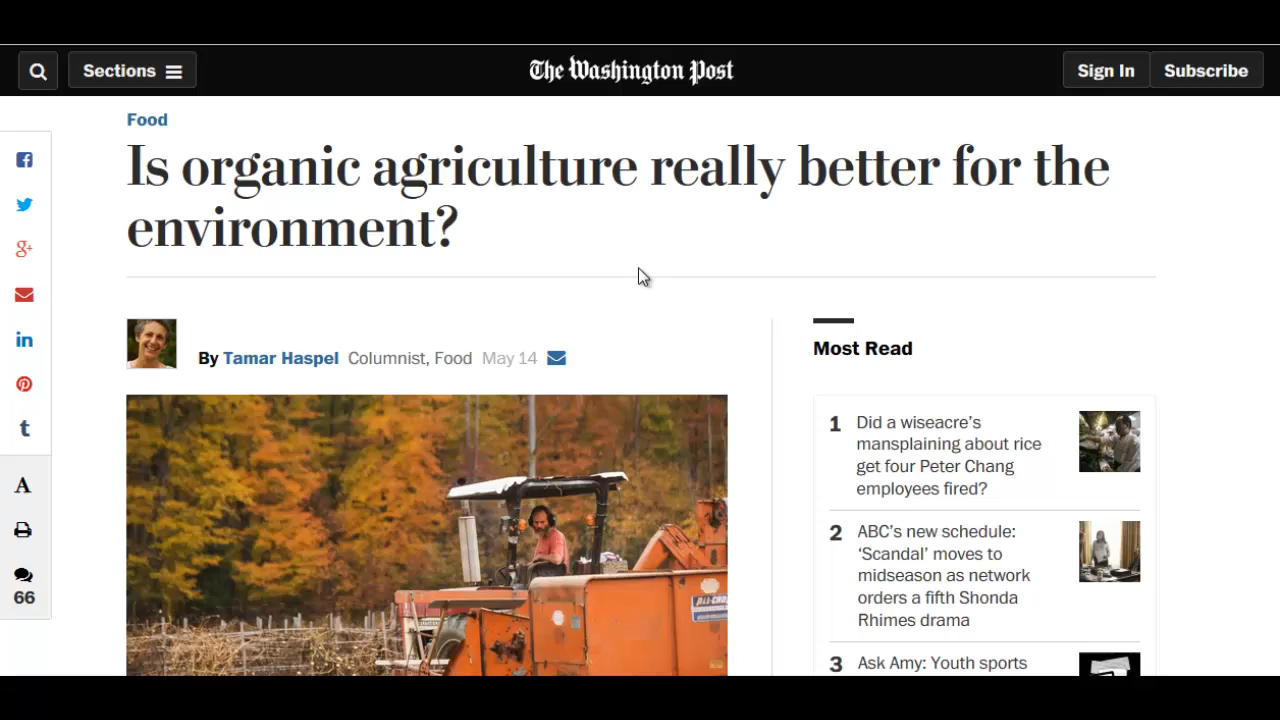 Sections
The Washington Post
Sign In
Subscribe
Food
Is organic agriculture really better for the
environment?
By Tamar Haspel Columnist, Food May 14
Most Read
1 Did a wiseacre's
mansplaining about rice
get four Peter Chang
employees fired?
2 ABC's new schedule:
‘Scandal’ moves to
midseason as network
orders a fifth Shonda
Rhimes drama
3 Ask Amy: Youth sports
A
66